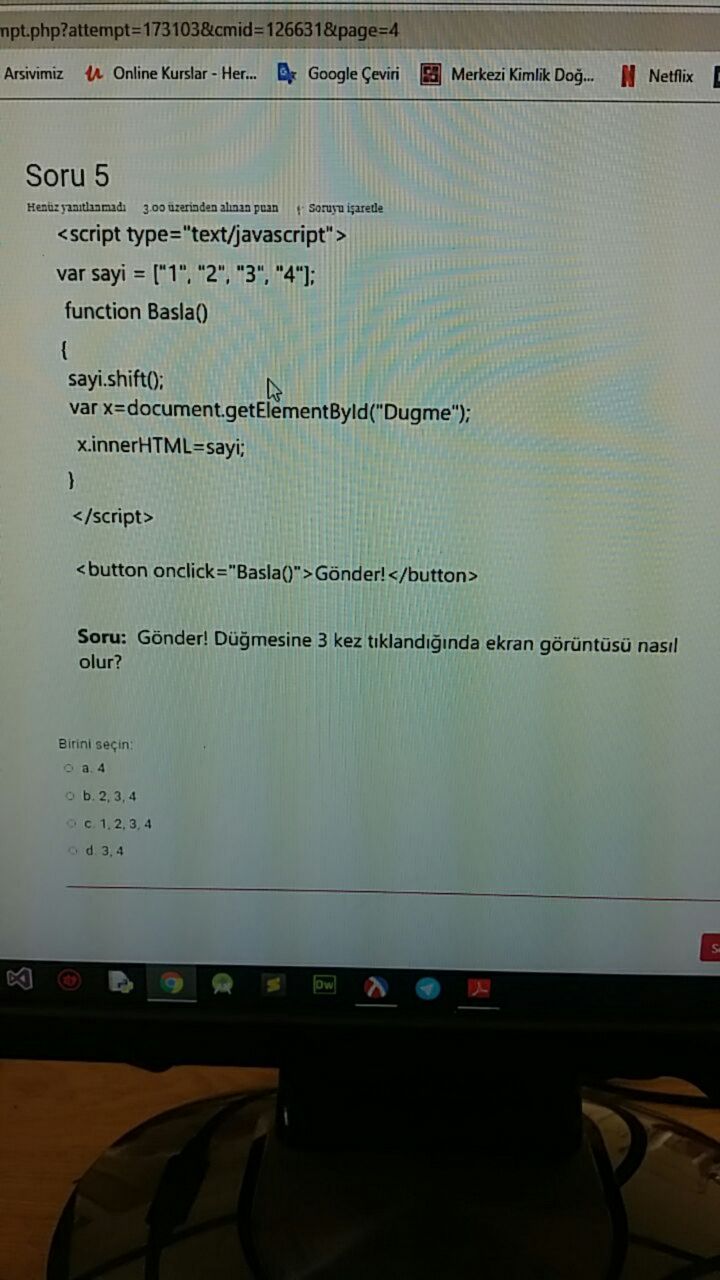 mpt.php?attempt=173103&cmid=126631&page=4
Arsivimiz Online Kurslar - Her... Google Çeviri Merkezi Kimlik Doğ... Netflix
Soru 5
Henüz yanıtlanmadı 3.00 üzerinden alınan puan Soruyu işaretle
<script type="text/javascript">
var sayi = ["1", "2", "3", "4"];
function Basla()
{
sayi.shift();
var x=document.getElementById("Dugme");
x.innerHTML=sayi;
}
</script>
<button onclick="Basla()">Gönder!</button>
Soru: Gönder! Düğmesine 3 kez tıklandığında ekran görüntüsü nasıl
olur?
Birini seçin:
a. 4
b. 2, 3, 4
c. 1, 2, 3, 4
d. 3, 4
Dw